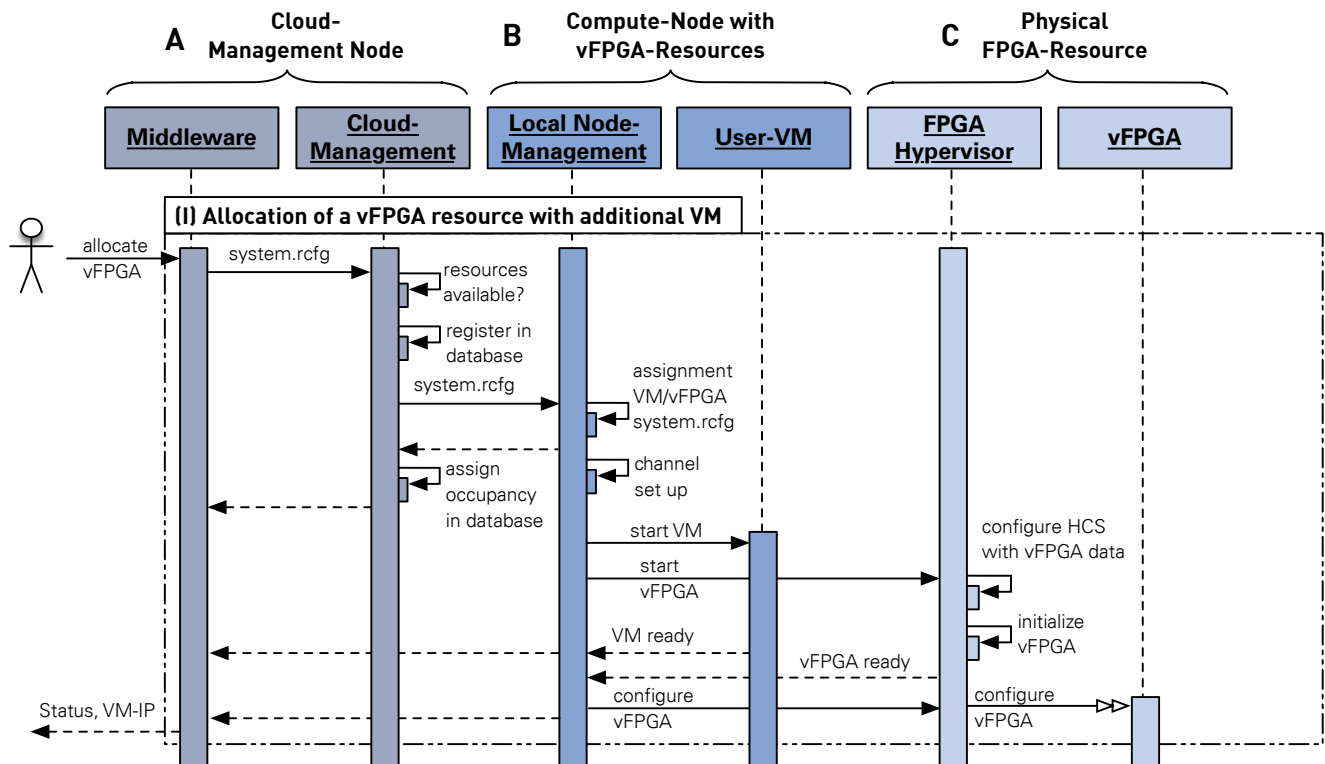 A
Cloud-
Management Node
B
Compute-Node with
vFPGA-Resources
C
Physical
FPGA-Resource
Middleware
Cloud-
Management
Local Node-
Management
User-VM
FPGA
Hypervisor
vFPGA
(I) Allocation of a vFPGA resource with additional VM
allocate
vFPGA
system.rcfg
resources
available?
register in
database
system.rcfg
assignment
VM/vFPGA
system.rcfg
assign
occupancy
in database
channel
set up
start VM
start
vFPGA
configure HCS
with vFPGA data
initialize
vFPGA
VM ready
vFPGA ready
configure
vFPGA
configure
vFPGA
Status, VM-IP